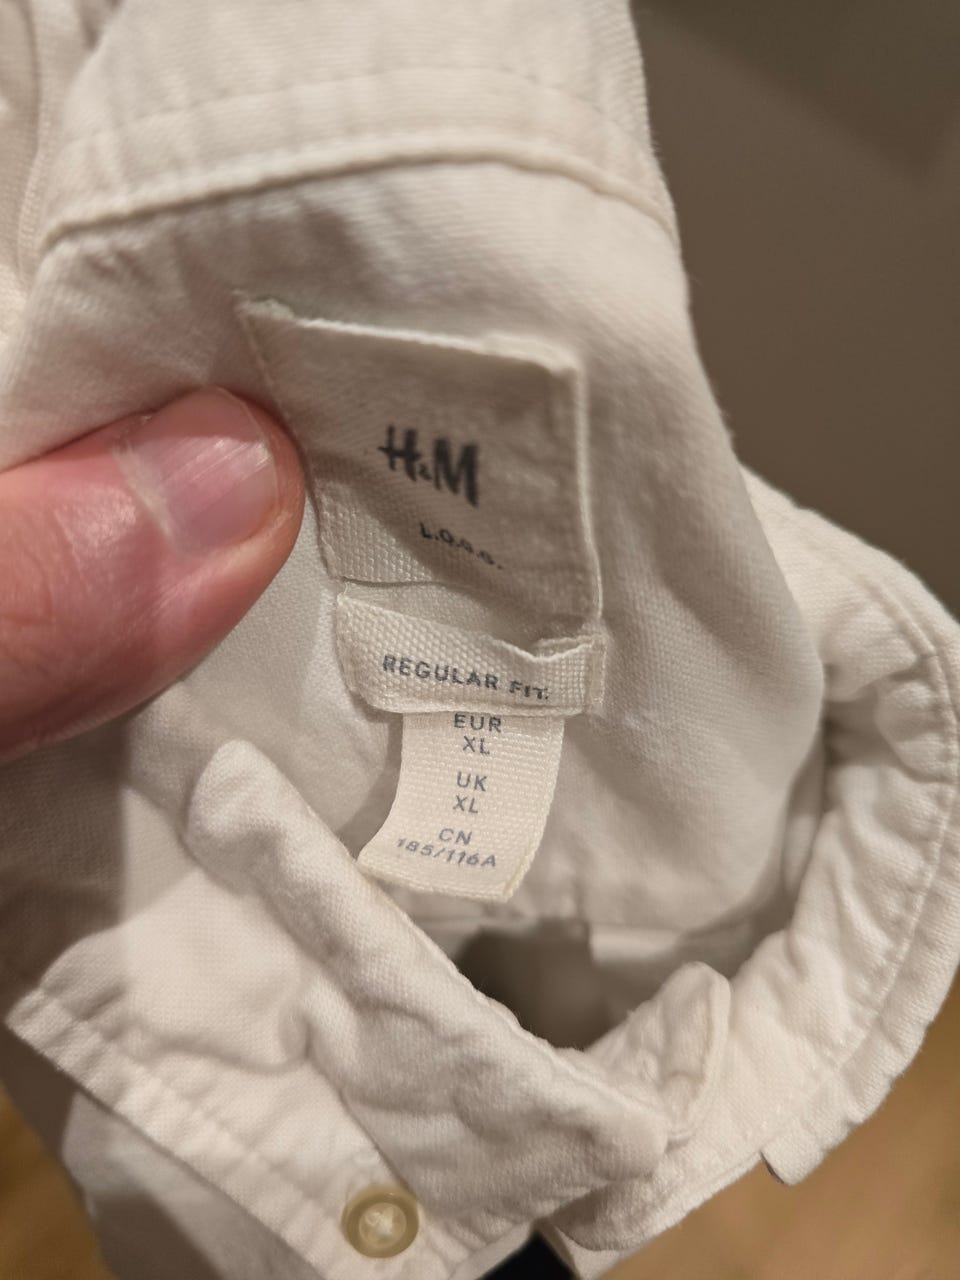 H&M
L.O.G.G.
REGULAR FIT.
EUR
XL
UK
XL
CN
185/116A